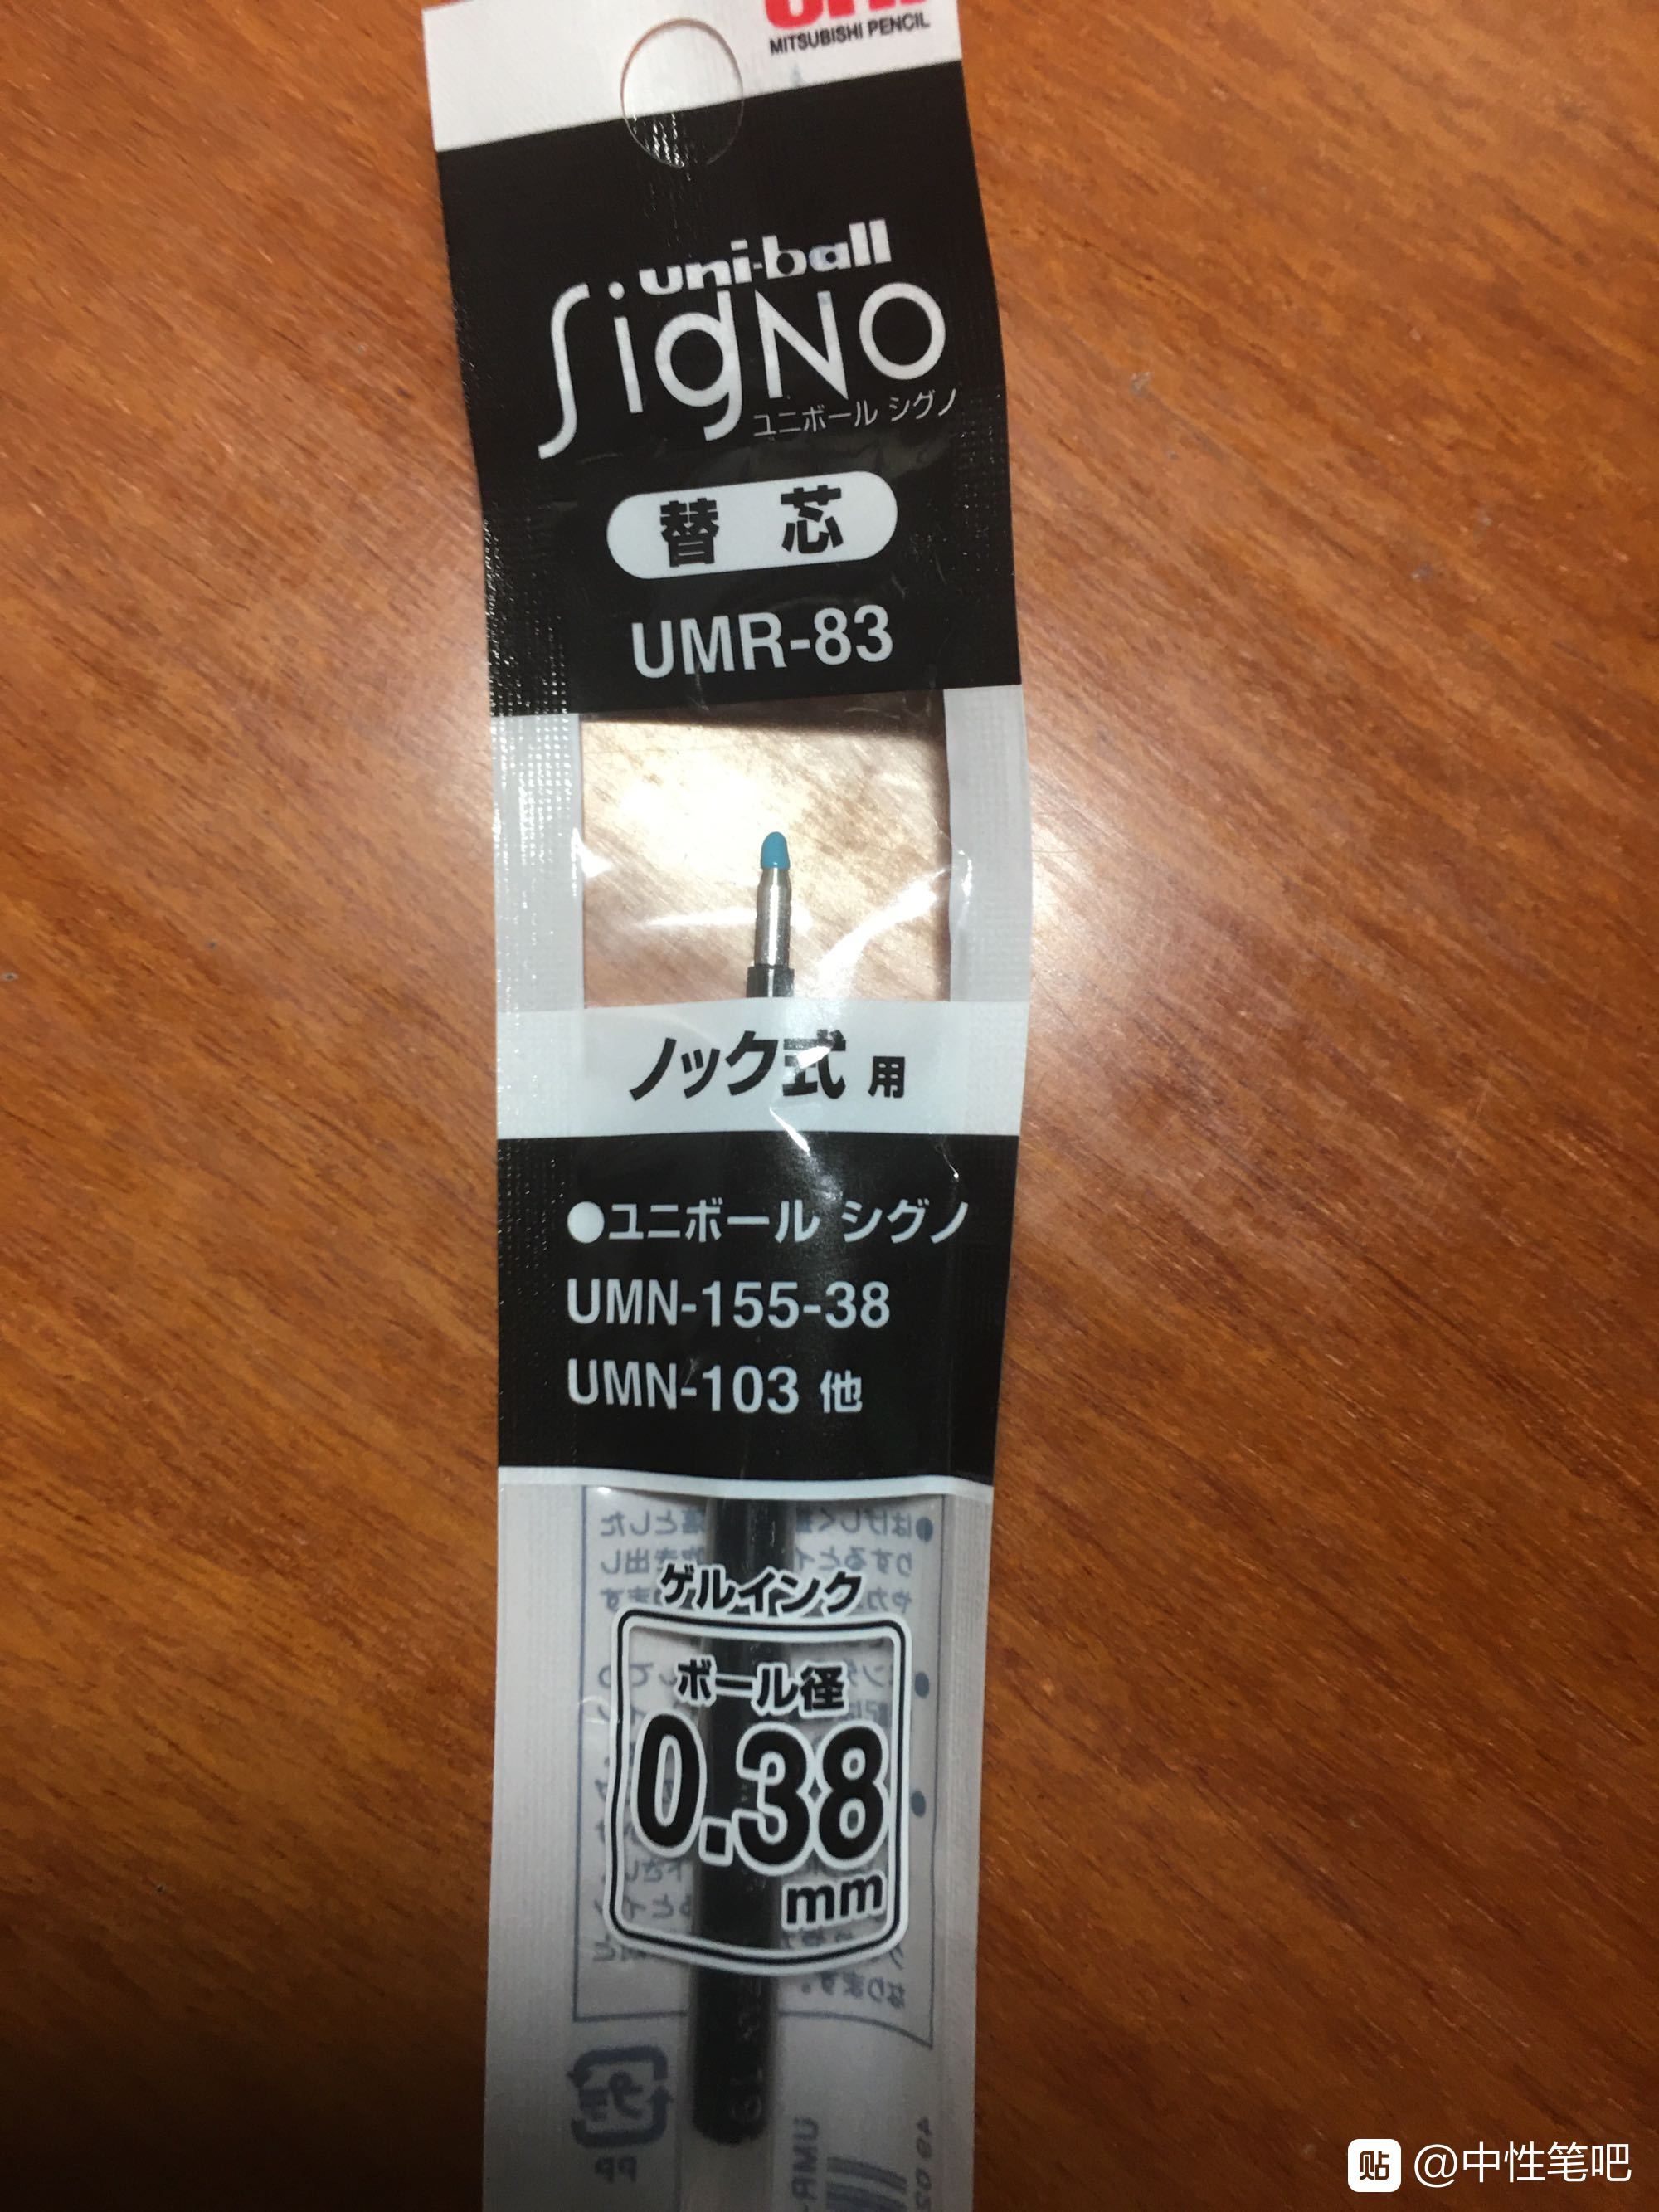 MITSUBISHI PENCIL
uni-ball
SigNO
ユニボール シグノ
替 芯
UMR-83
ノック式 用
●ユニボール シグノ
UMN-155-38
UMN-103 他
ゲルインク
ボール径
0.38
mm
贴 @中性笔吧